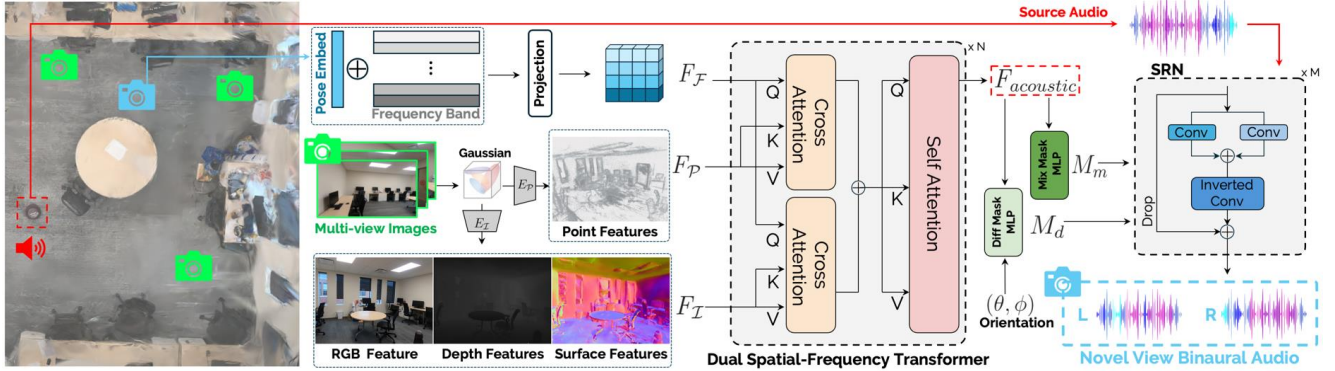 Source Audio
Pose Embed
Frequency Band
Projection
Multi-view Images
Gaussian
E_P
E_I
Point Features
RGB Feature
Depth Features
Surface Features
F_F
F_P
F_I
Q
K
V
Cross Attention
Q
K
V
Cross Attention
Q
K
V
Self Attention
x N
Dual Spatial-Frequency Transformer
F_acoustic
Mix Mask MLP
M_m
Diff Mask MLP
M_d
(θ, ϕ)
Orientation
SRN
x M
Conv
Conv
Inverted Conv
Drop
L
R
Novel View Binaural Audio